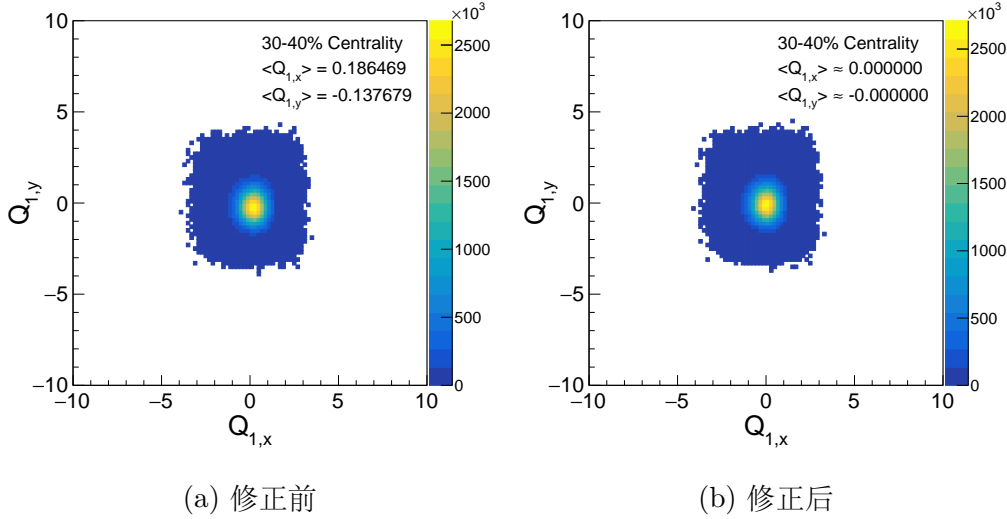 ×10³
10
30-40% Centrality
<Q₁,ₓ> = 0.186469
<Q₁,y> = -0.137679
5
0
−5
−10
Q₁,y
−10 −5 0 5 10
Q₁,ₓ
2500
2000
1500
1000
500
0
(a) 修正前
×10³
10
30-40% Centrality
<Q₁,ₓ> ≈ 0.000000
<Q₁,y> ≈ -0.000000
5
0
−5
−10
Q₁,y
−10 −5 0 5 10
Q₁,ₓ
2500
2000
1500
1000
500
0
(b) 修正后